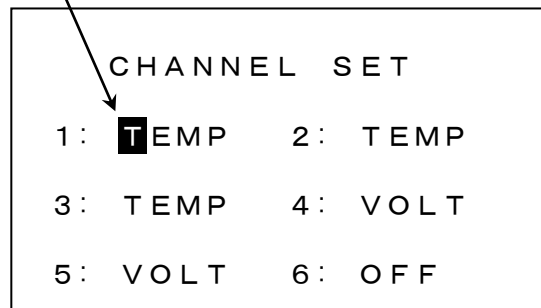 CHANNEL SET
1: TEMP 2: TEMP
3: TEMP 4: VOLT
5: VOLT 6: OFF